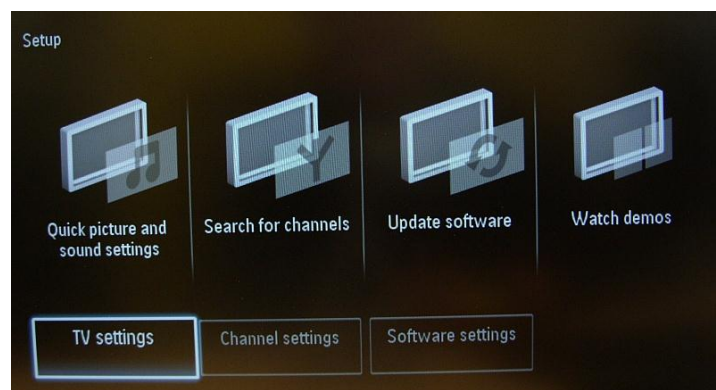 Setup
Quick picture and
sound settings
Search for channels
Update software
Watch demos
TV settings
Channel settings
Software settings